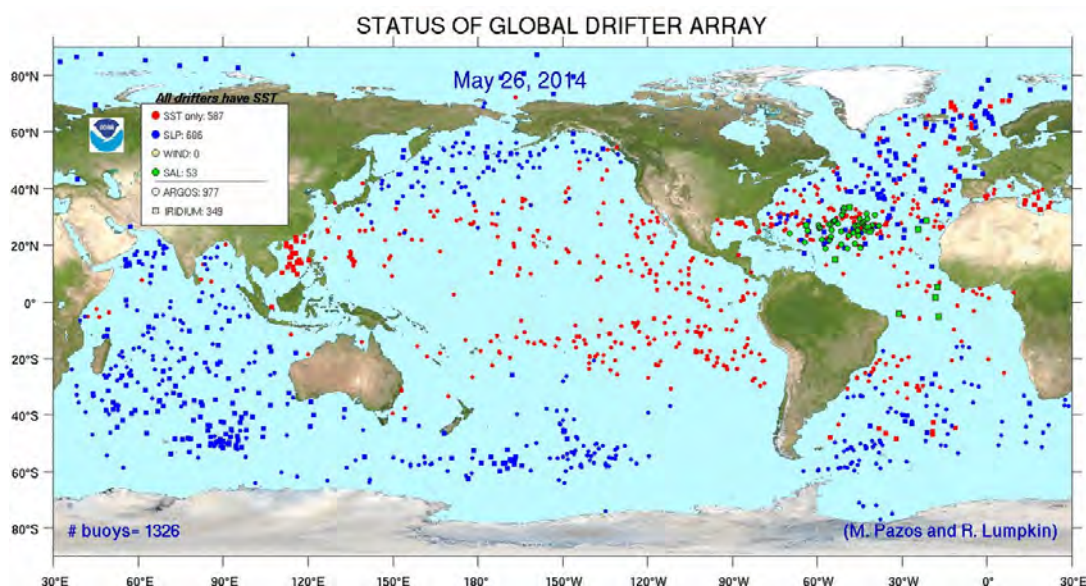 STATUS OF GLOBAL DRIFTER ARRAY
May 26, 2014
All drifters have SST
SST only: 587
SLP: 686
WIND: 0
SAL: 53
ARGOS: 977
IRIDIUM: 349
80°N
60°N
40°N
20°N
0°
20°S
40°S
60°S
80°S
# buoys= 1326
(M. Pazos and R. Lumpkin)
30°E 60°E 90°E 120°E 150°E 180°W 150°W 120°W 90°W 60°W 30°W 0° 30°E